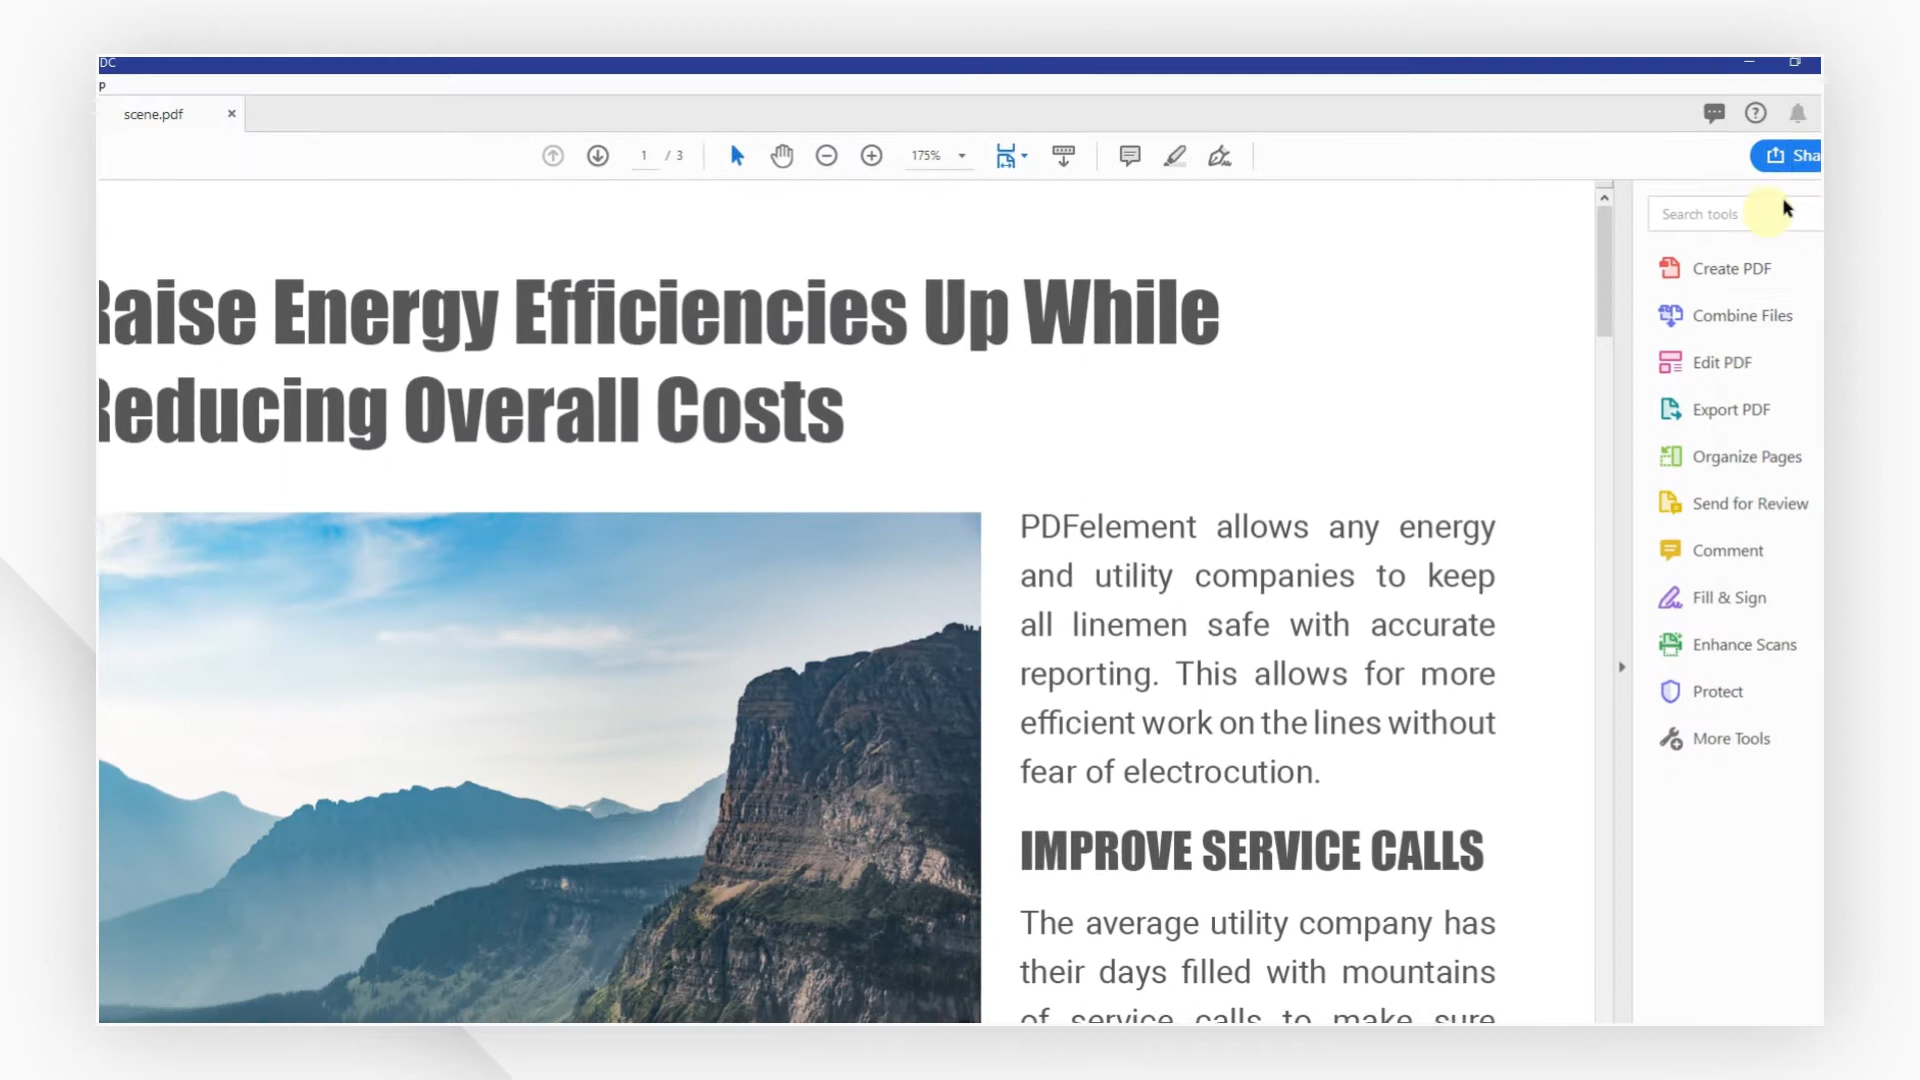 DC
p
scene.pdf
1 / 3
175%
Sha
Search tools
Create PDF
Combine Files
Edit PDF
Export PDF
Organize Pages
Send for Review
Comment
Fill & Sign
Enhance Scans
Protect
More Tools
Raise Energy Efficiencies Up While
Reducing Overall Costs
PDFelement allows any energy
and utility companies to keep
all linemen safe with accurate
reporting. This allows for more
efficient work on the lines without
fear of electrocution.
IMPROVE SERVICE CALLS
The average utility company has
their days filled with mountains
of service calls to make sure